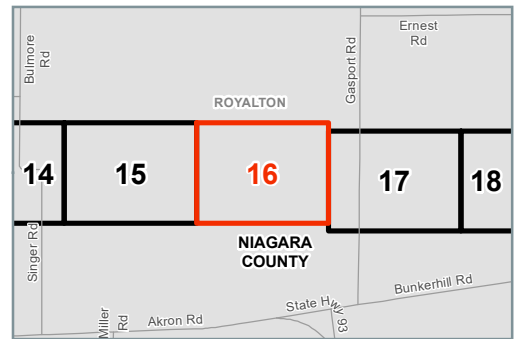 Ernest
Rd
Bulmore
Rd
Gasport Rd
ROYALTON
14
15
16
17
18
NIAGARA
COUNTY
Singer Rd
Bunkerhill Rd
State Hwy 93
Miller
Rd
Akron Rd